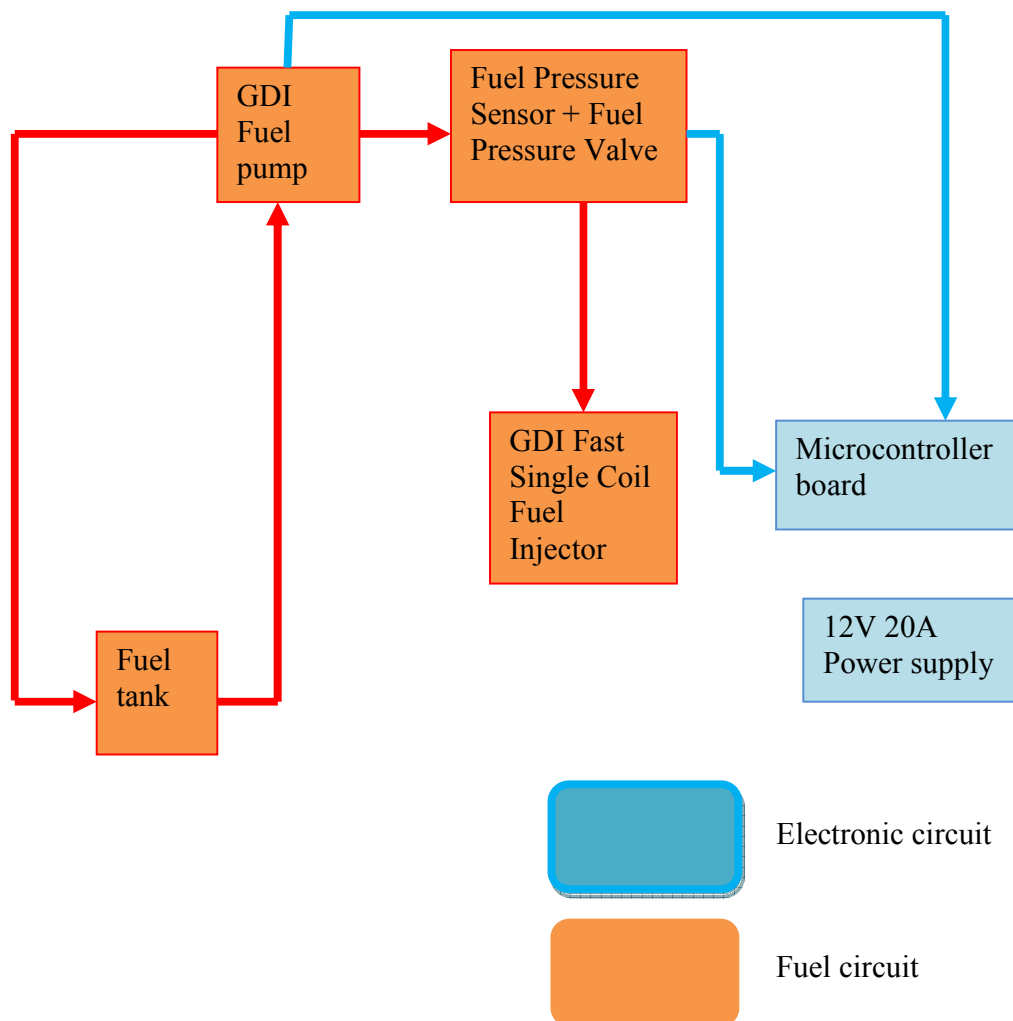 GDI
Fuel
pump
Fuel Pressure
Sensor + Fuel
Pressure Valve
GDI Fast
Single Coil
Fuel
Injector
Microcontroller
board
12V 20A
Power supply
Fuel
tank
Electronic circuit
Fuel circuit